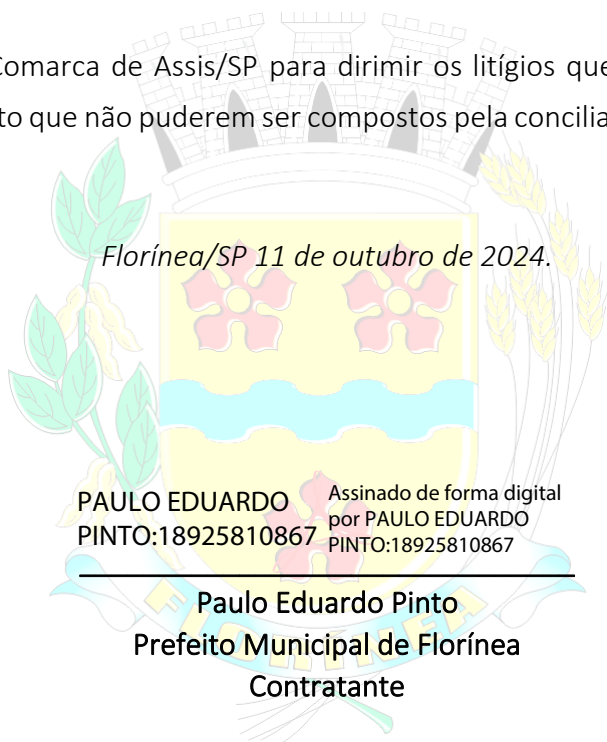 Comarca de Assis/SP para dirimir os litígios que
to que não puderem ser compostos pela concilia
Florínea/SP 11 de outubro de 2024.
PAULO EDUARDO
PINTO:18925810867
Assinado de forma digital
por PAULO EDUARDO
PINTO:18925810867
Paulo Eduardo Pinto
Prefeito Municipal de Florínea
Contratante
FLORÍNEA